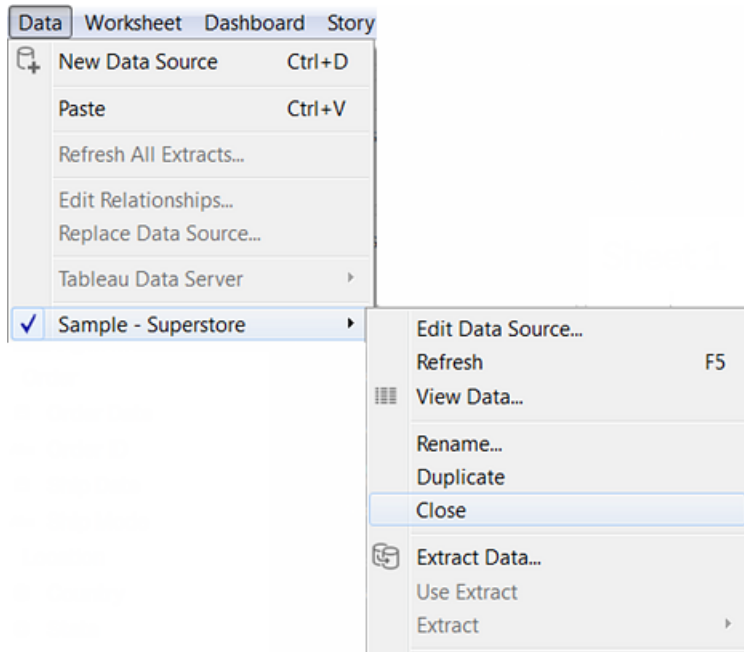 Data Worksheet Dashboard Story
New Data Source Ctrl+D
Paste Ctrl+V
Refresh All Extracts...
Edit Relationships...
Replace Data Source...
Tableau Data Server
Sample - Superstore
Edit Data Source...
Refresh F5
View Data...
Rename...
Duplicate
Close
Extract Data...
Use Extract
Extract